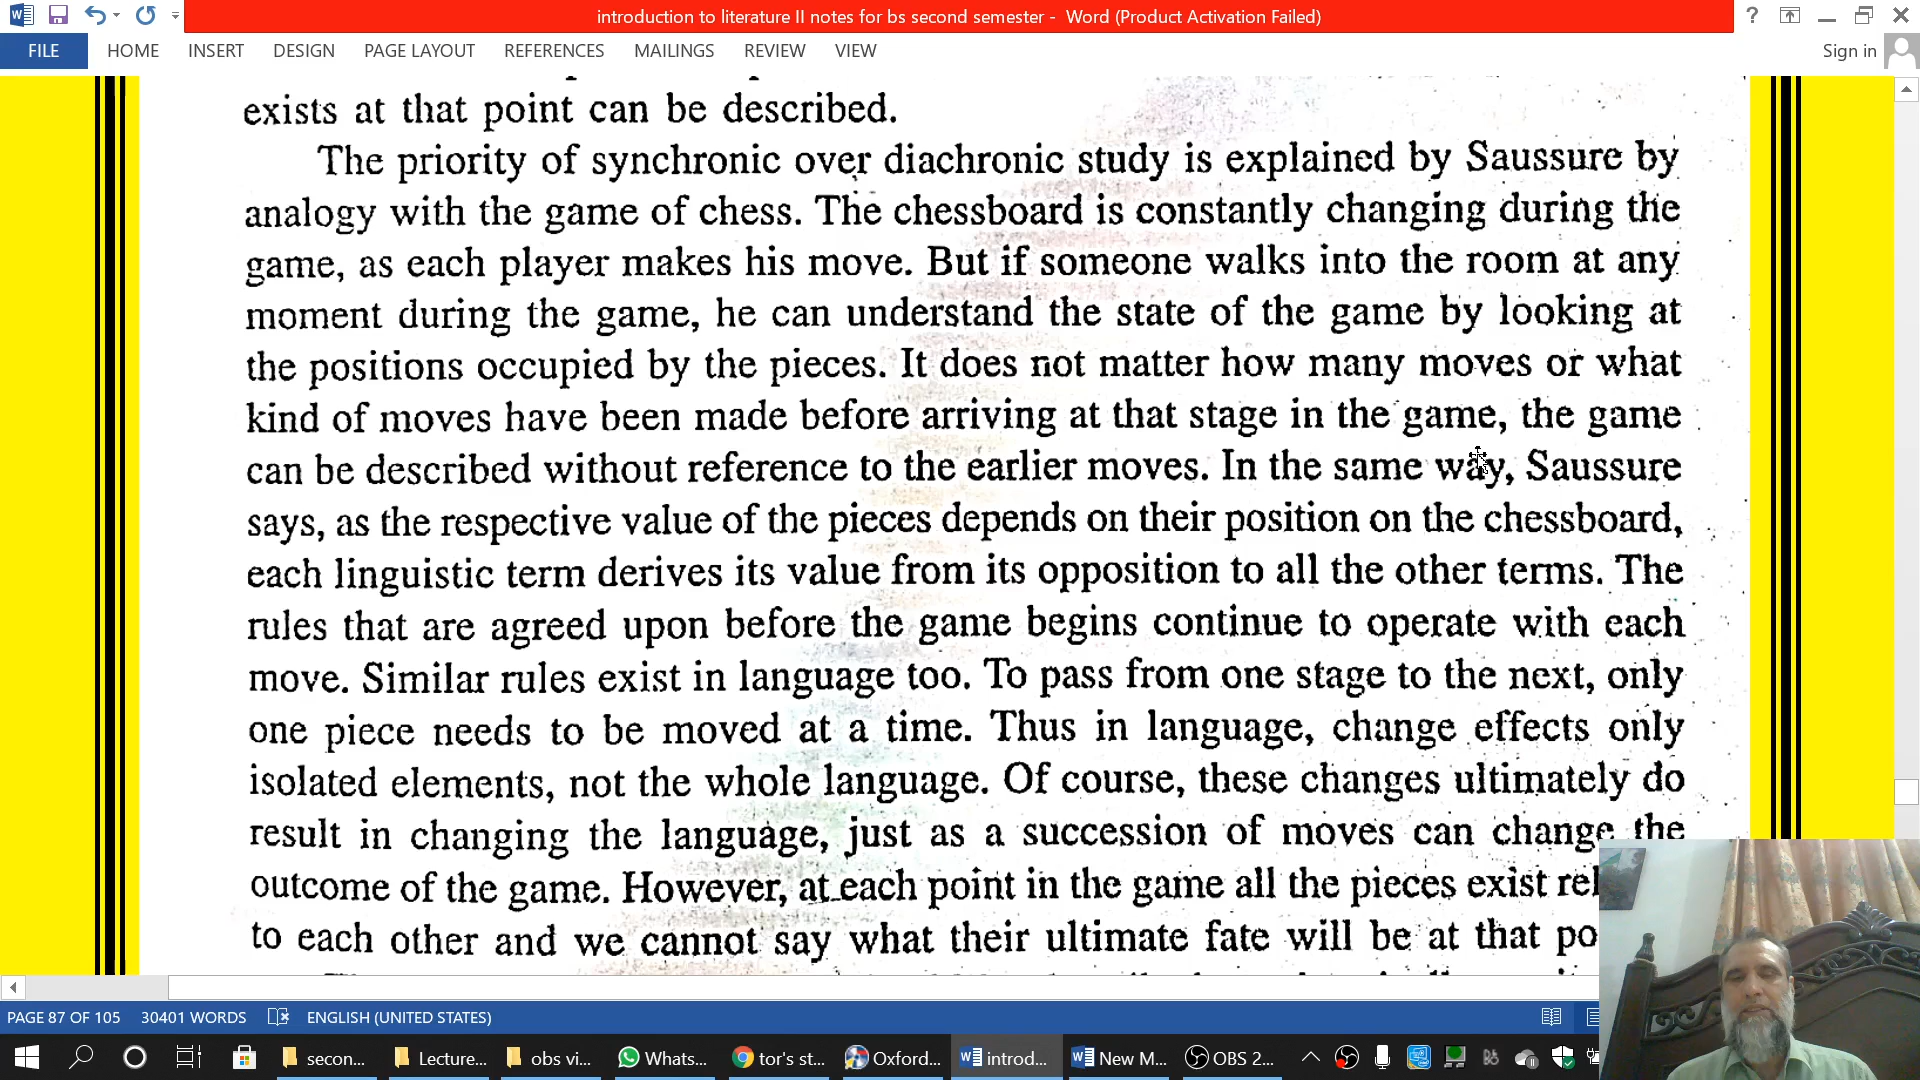 introduction to literature II notes for bs second semester - Word (Product Activation Failed)
FILE HOME INSERT DESIGN PAGE LAYOUT REFERENCES MAILINGS REVIEW VIEW Sign in
exists at that point can be described.
The priority of synchronic over diachronic study is explained by Saussure by
analogy with the game of chess. The chessboard is constantly changing during the
game, as each player makes his move. But if someone walks into the room at any
moment during the game, he can understand the state of the game by looking at
the positions occupied by the pieces. It does not matter how many moves or what
kind of moves have been made before arriving at that stage in the game, the game
can be described without reference to the earlier moves. In the same way, Saussure
says, as the respective value of the pieces depends on their position on the chessboard,
each linguistic term derives its value from its opposition to all the other terms. The
rules that are agreed upon before the game begins continue to operate with each
move. Similar rules exist in language too. To pass from one stage to the next, only
one piece needs to be moved at a time. Thus in language, change effects only
isolated elements, not the whole language. Of course, these changes ultimately do
result in changing the language, just as a succession of moves can change the
outcome of the game. However, at each point in the game all the pieces exist rel
to each other and we cannot say what their ultimate fate will be at that po
PAGE 87 OF 105 30401 WORDS ENGLISH (UNITED STATES)
secon... Lecture... obs vi... Whats... tor's st... Oxford... introd... New M... OBS 2...